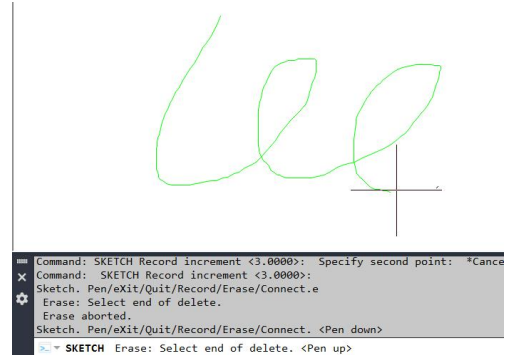 Command: SKETCH Record increment <3.0000>: Specify second point: *Cance
Command: SKETCH Record increment <3.0000>:
Sketch. Pen/eXit/Quit/Record/Erase/Connect.e
Erase: Select end of delete.
Erase aborted.
Sketch. Pen/eXit/Quit/Record/Erase/Connect. <Pen down>
SKETCH Erase: Select end of delete. <Pen up>